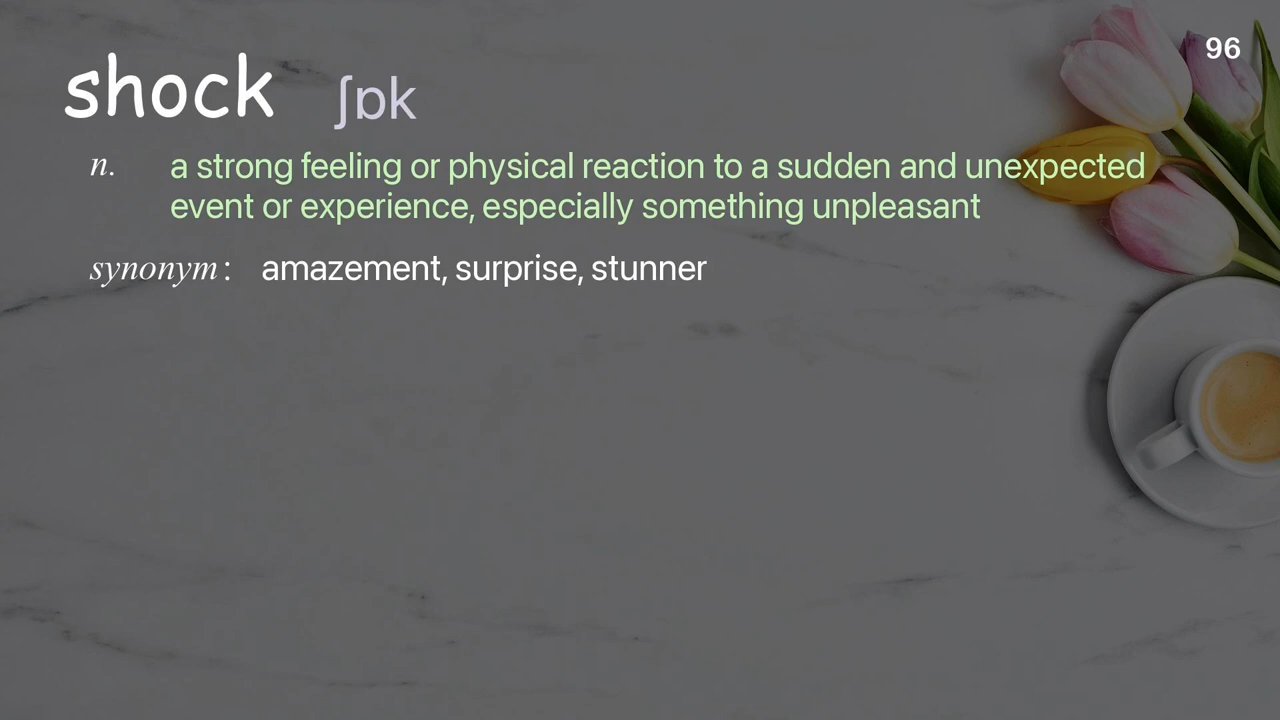 96
shock ʃɒk
n. a strong feeling or physical reaction to a sudden and unexpected
event or experience, especially something unpleasant
synonym : amazement, surprise, stunner